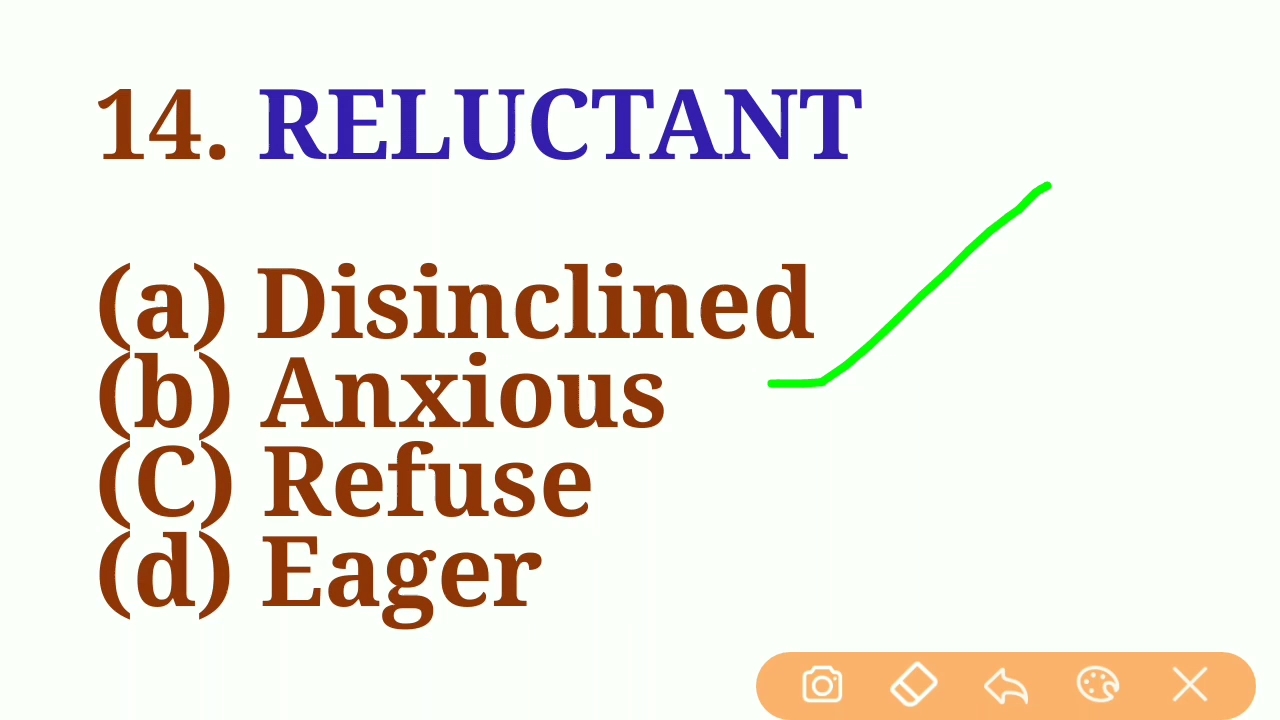 14. RELUCTANT
(a) Disinclined
(b) Anxious
(C) Refuse
(d) Eager